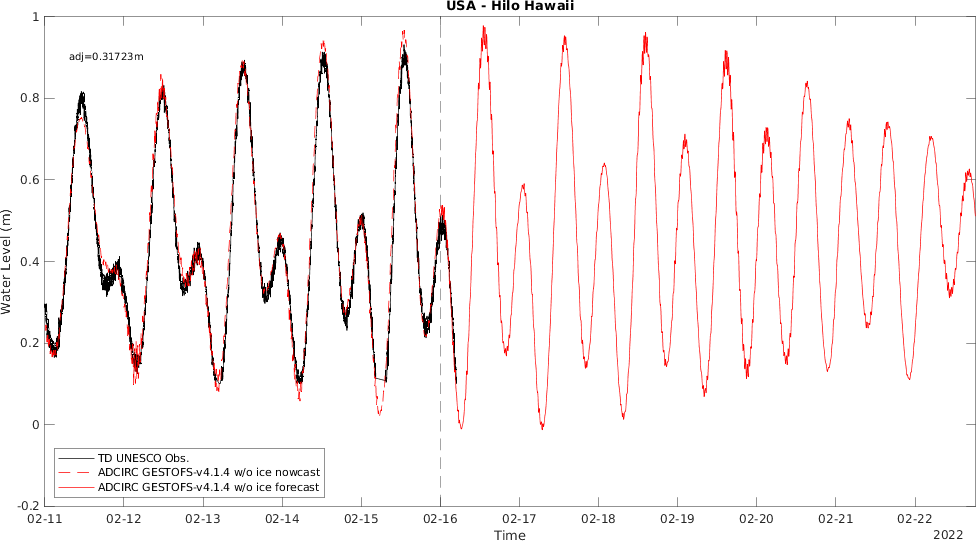 USA - Hilo Hawaii
adj=0.31723m
1
0.8
0.6
0.4
0.2
0
-0.2
Water Level (m)
TD UNESCO Obs.
ADCIRC GESTOFS-v4.1.4 w/o ice nowcast
ADCIRC GESTOFS-v4.1.4 w/o ice forecast
02-11 02-12 02-13 02-14 02-15 02-16 02-17 02-18 02-19 02-20 02-21 02-22
Time
2022